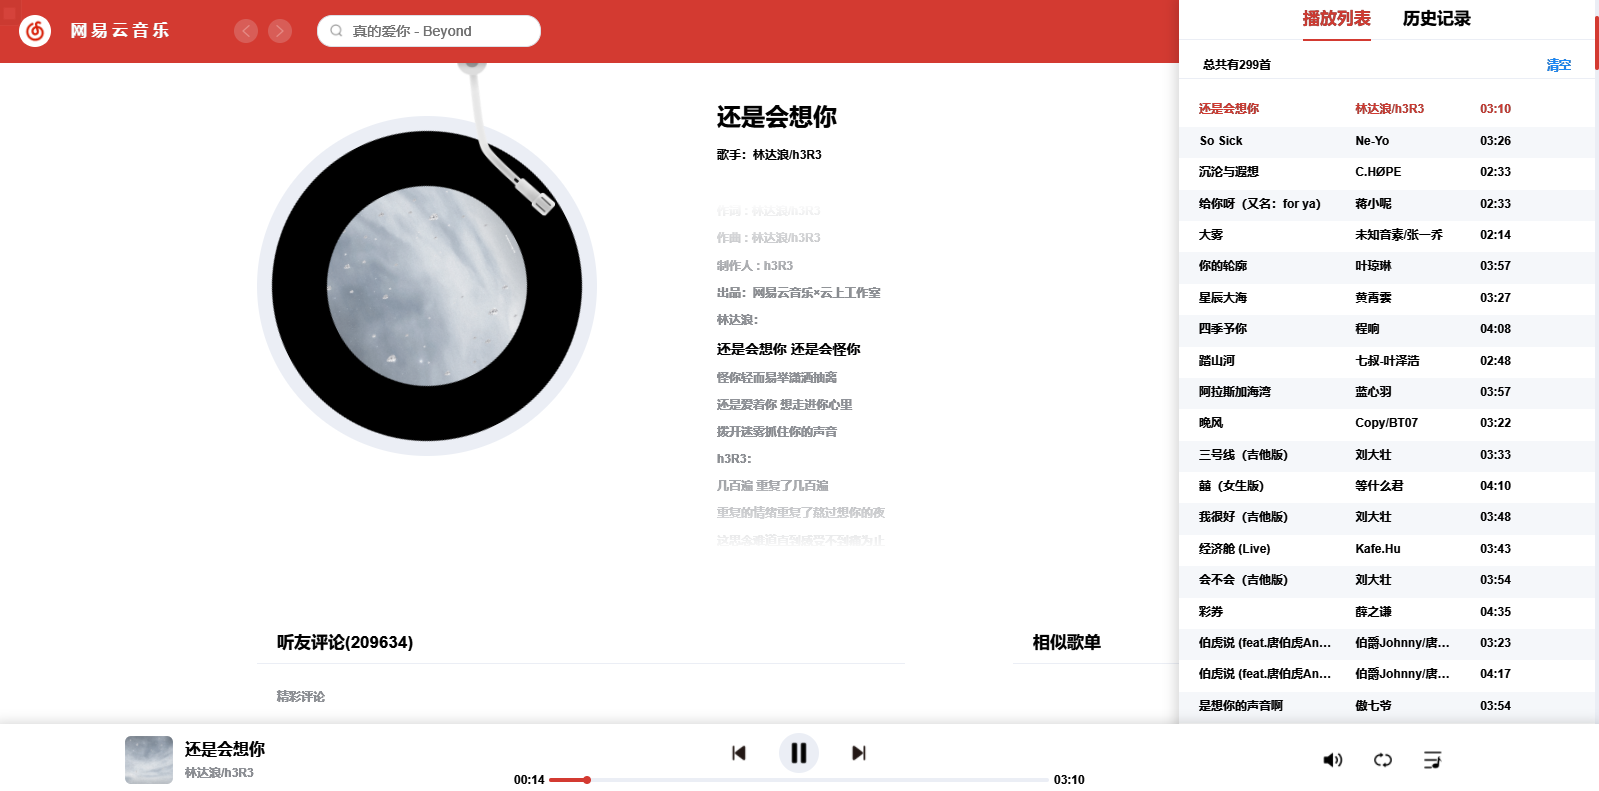 网易云音乐
真的爱你 - Beyond
还是会想你
歌手：林达浪/h3R3
作词 : 林达浪/h3R3
作曲 : 林达浪/h3R3
制作人 : h3R3
出品：网易云音乐×云上工作室
林达浪：
还是会想你 还是会怪你
怪你轻而易举潇洒抽离
还是爱着你 想走进你心里
拨开迷雾抓住你的声音
h3R3：
几百遍 重复了几百遍
重复的情绪重复了熬过想你的夜
这思念难道直到感受不到痛为止
听友评论(209634)
精彩评论
相似歌单
播放列表 历史记录
总共有299首 清空
还是会想你 林达浪/h3R3 03:10
So Sick Ne-Yo 03:26
沉沦与遐想 C.HØPE 02:33
给你呀（又名：for ya） 蒋小呢 02:33
大雾 未知音素/张一乔 02:14
你的轮廓 叶琼琳 03:57
星辰大海 黄霄雲 03:27
四季予你 程响 04:08
踏山河 七叔-叶泽浩 02:48
阿拉斯加海湾 蓝心羽 03:57
晚风 Copy/BT07 03:22
三号线（吉他版） 刘大壮 03:33
囍（女生版） 等什么君 04:10
我很好（吉他版） 刘大壮 03:48
经济舱 (Live) Kafe.Hu 03:43
会不会（吉他版） 刘大壮 03:54
彩券 薛之谦 04:35
伯虎说 (feat.唐伯虎An... 伯爵Johnny/唐... 03:23
伯虎说 (feat.唐伯虎An... 伯爵Johnny/唐... 04:17
是想你的声音啊 傲七爷 03:54
还是会想你
林达浪/h3R3
00:14 03:10